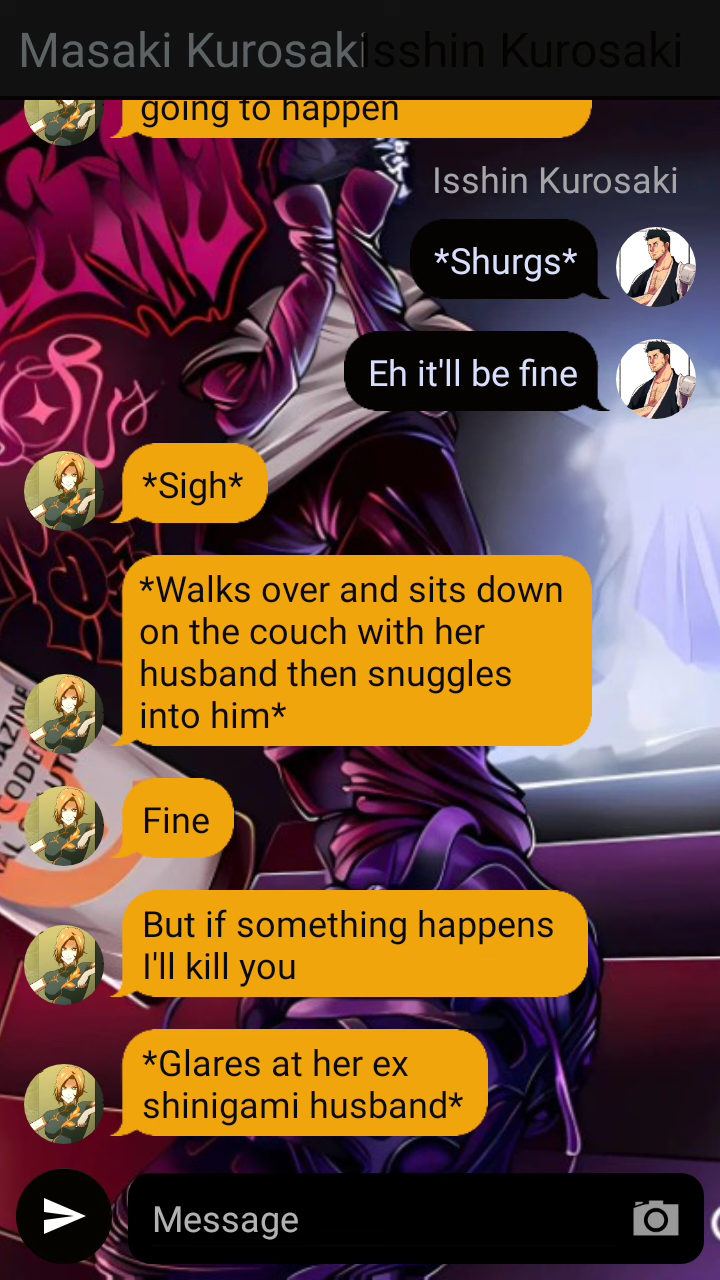 Masaki Kurosaki
Isshin Kurosaki
going to happen
Isshin Kurosaki
*Shurgs*
Eh it'll be fine
*Sigh*
*Walks over and sits down
on the couch with her
husband then snuggles
into him*
Fine
But if something happens
I'll kill you
*Glares at her ex
shinigami husband*
Message